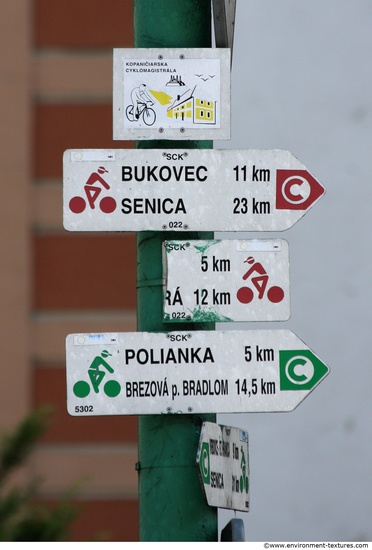 KOPANIČIARSKA
CYKLOMAGISTRÁLA
"SCK"
BUKOVEC 11 km
SENICA 23 km C
022
"SCK"
5 km
RÁ 12 km
022
"SCK"
POLIANKA 5 km
BREZOVÁ p. BRADLOM 14,5 km C
5302
C
SENICA
©www.environment-textures.com